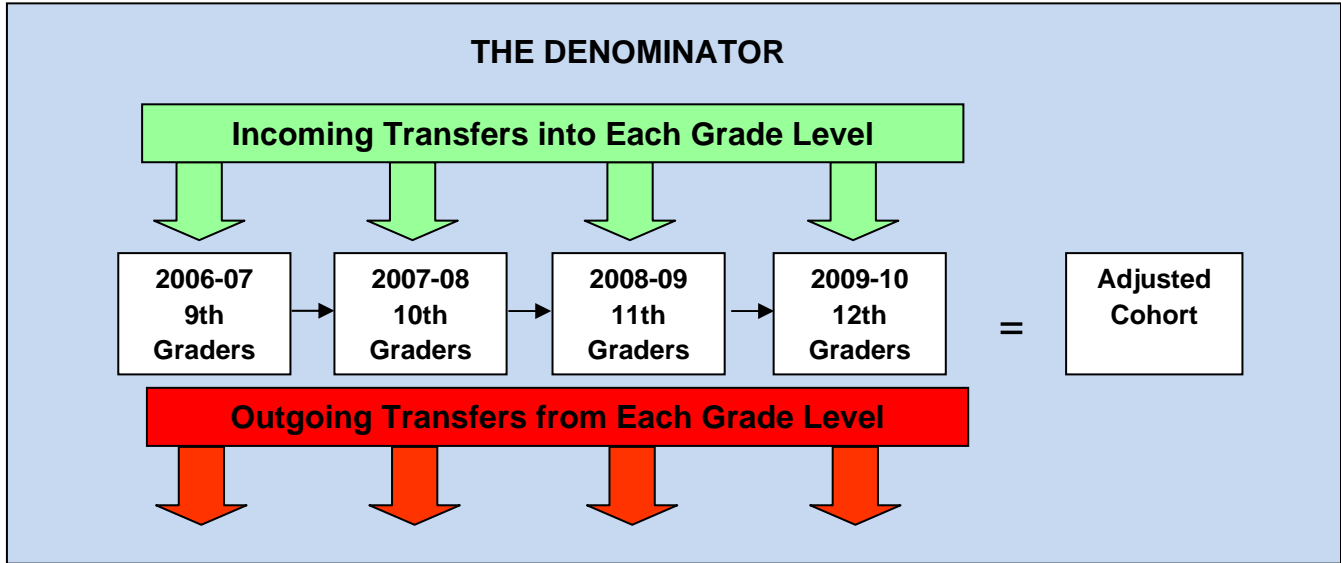 THE DENOMINATOR
Incoming Transfers into Each Grade Level
2006-07
9th
Graders
2007-08
10th
Graders
2008-09
11th
Graders
2009-10
12th
Graders
=
Adjusted
Cohort
Outgoing Transfers from Each Grade Level